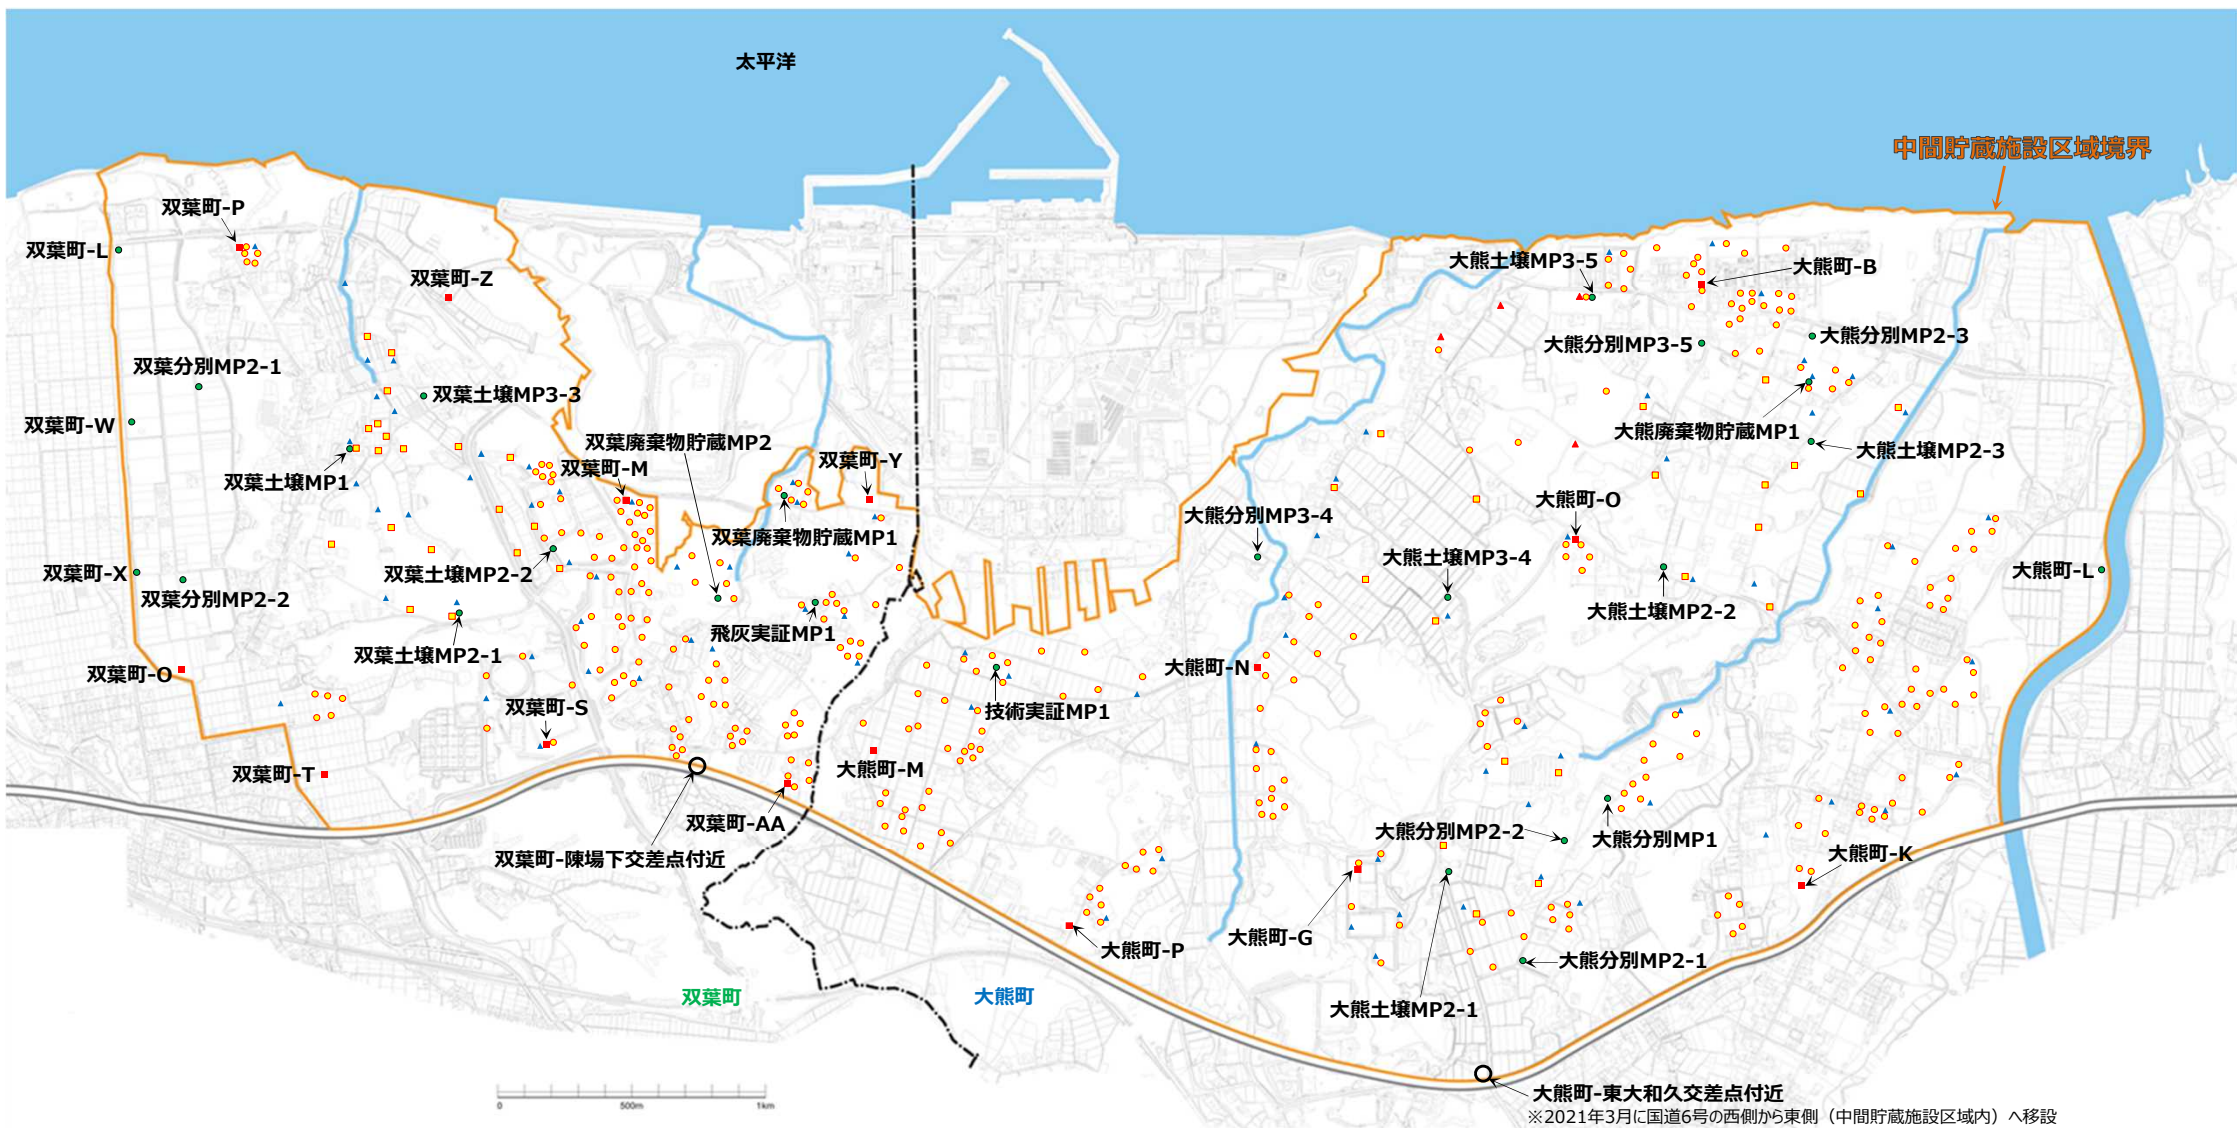 太平洋
中間貯蔵施設区域境界
双葉町-P
双葉町-L
双葉町-Z
大熊土壌MP3-5
大熊町-B
双葉分別MP2-1
双葉土壌MP3-3
大熊分別MP3-5
大熊分別MP2-3
双葉町-W
双葉廃棄物貯蔵MP2
双葉町-M
双葉町-Y
大熊廃棄物貯蔵MP1
大熊土壌MP2-3
双葉土壌MP1
大熊町-O
大熊分別MP3-4
双葉廃棄物貯蔵MP1
大熊土壌MP3-4
双葉町-X
双葉土壌MP2-2
大熊町-L
双葉分別MP2-2
大熊土壌MP2-2
飛灰実証MP1
双葉土壌MP2-1
双葉町-O
大熊町-N
双葉町-S
技術実証MP1
双葉町-T
大熊町-M
双葉町-AA
大熊分別MP2-2
大熊分別MP1
双葉町-陳場下交差点付近
大熊町-K
大熊町-G
大熊町-P
大熊分別MP2-1
双葉町
大熊町
大熊土壌MP2-1
0 500m 1km
大熊町-東大和久交差点付近
※2021年3月に国道6号の西側から東側（中間貯蔵施設区域内）へ移設